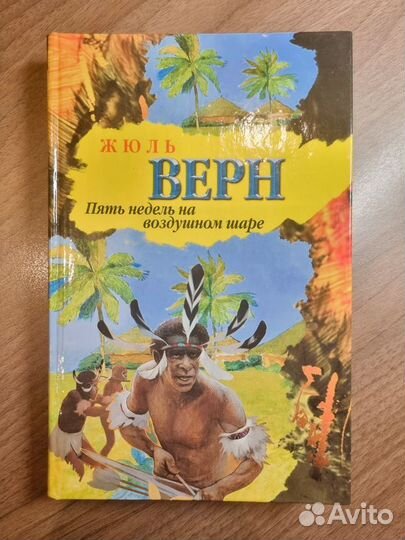 ЖЮЛЬ
ВЕРН
Пять недель на
воздушном шаре
Avito